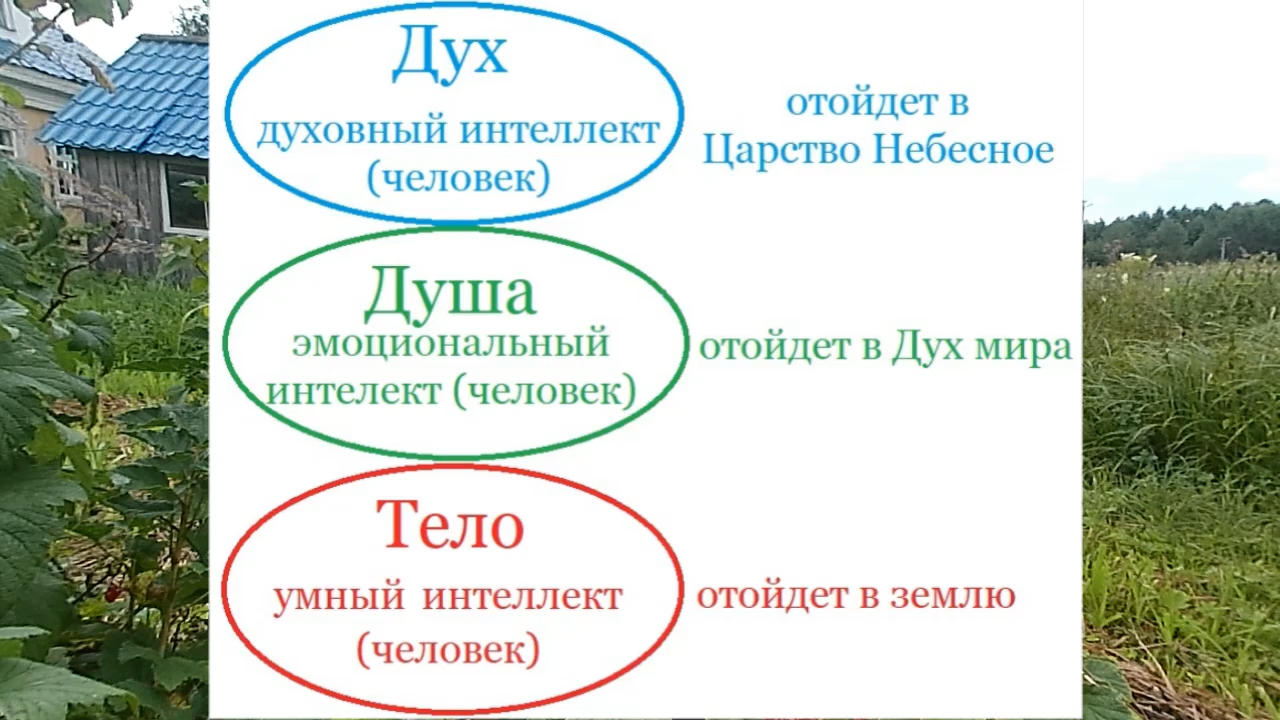 Дух
духовный интеллект
(человек)
отойдет в
Царство Небесное
Душа
эмоциональный
интелект (человек)
отойдет в Дух мира
Тело
умный интеллект
(человек)
отойдет в землю